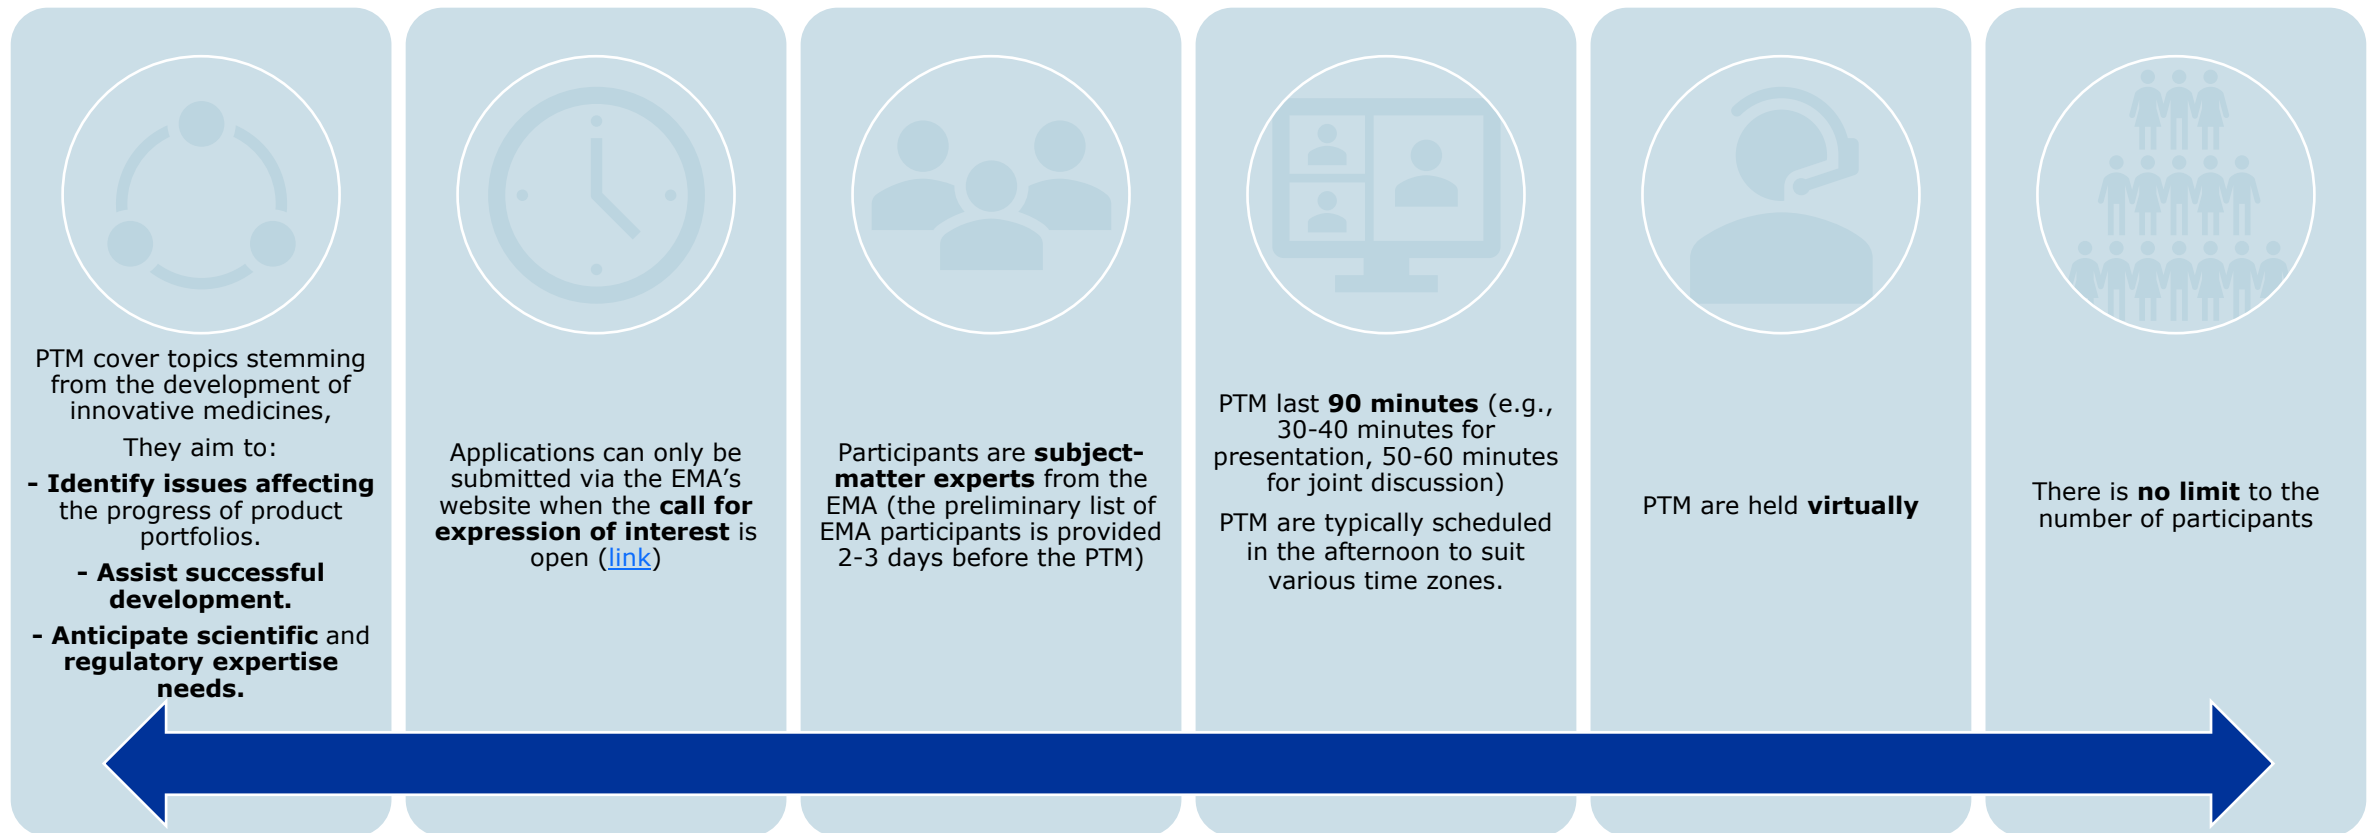 PTM cover topics stemming
from the development of
innovative medicines,
They aim to:
- Identify issues affecting
the progress of product
portfolios.
- Assist successful
development.
- Anticipate scientific and
regulatory expertise
needs.
Applications can only be
submitted via the EMA’s
website when the call for
expression of interest is
open (link)
Participants are subject-
matter experts from the
EMA (the preliminary list of
EMA participants is provided
2-3 days before the PTM)
PTM last 90 minutes (e.g.,
30-40 minutes for
presentation, 50-60 minutes
for joint discussion)
PTM are typically scheduled
in the afternoon to suit
various time zones.
PTM are held virtually
There is no limit to the
number of participants